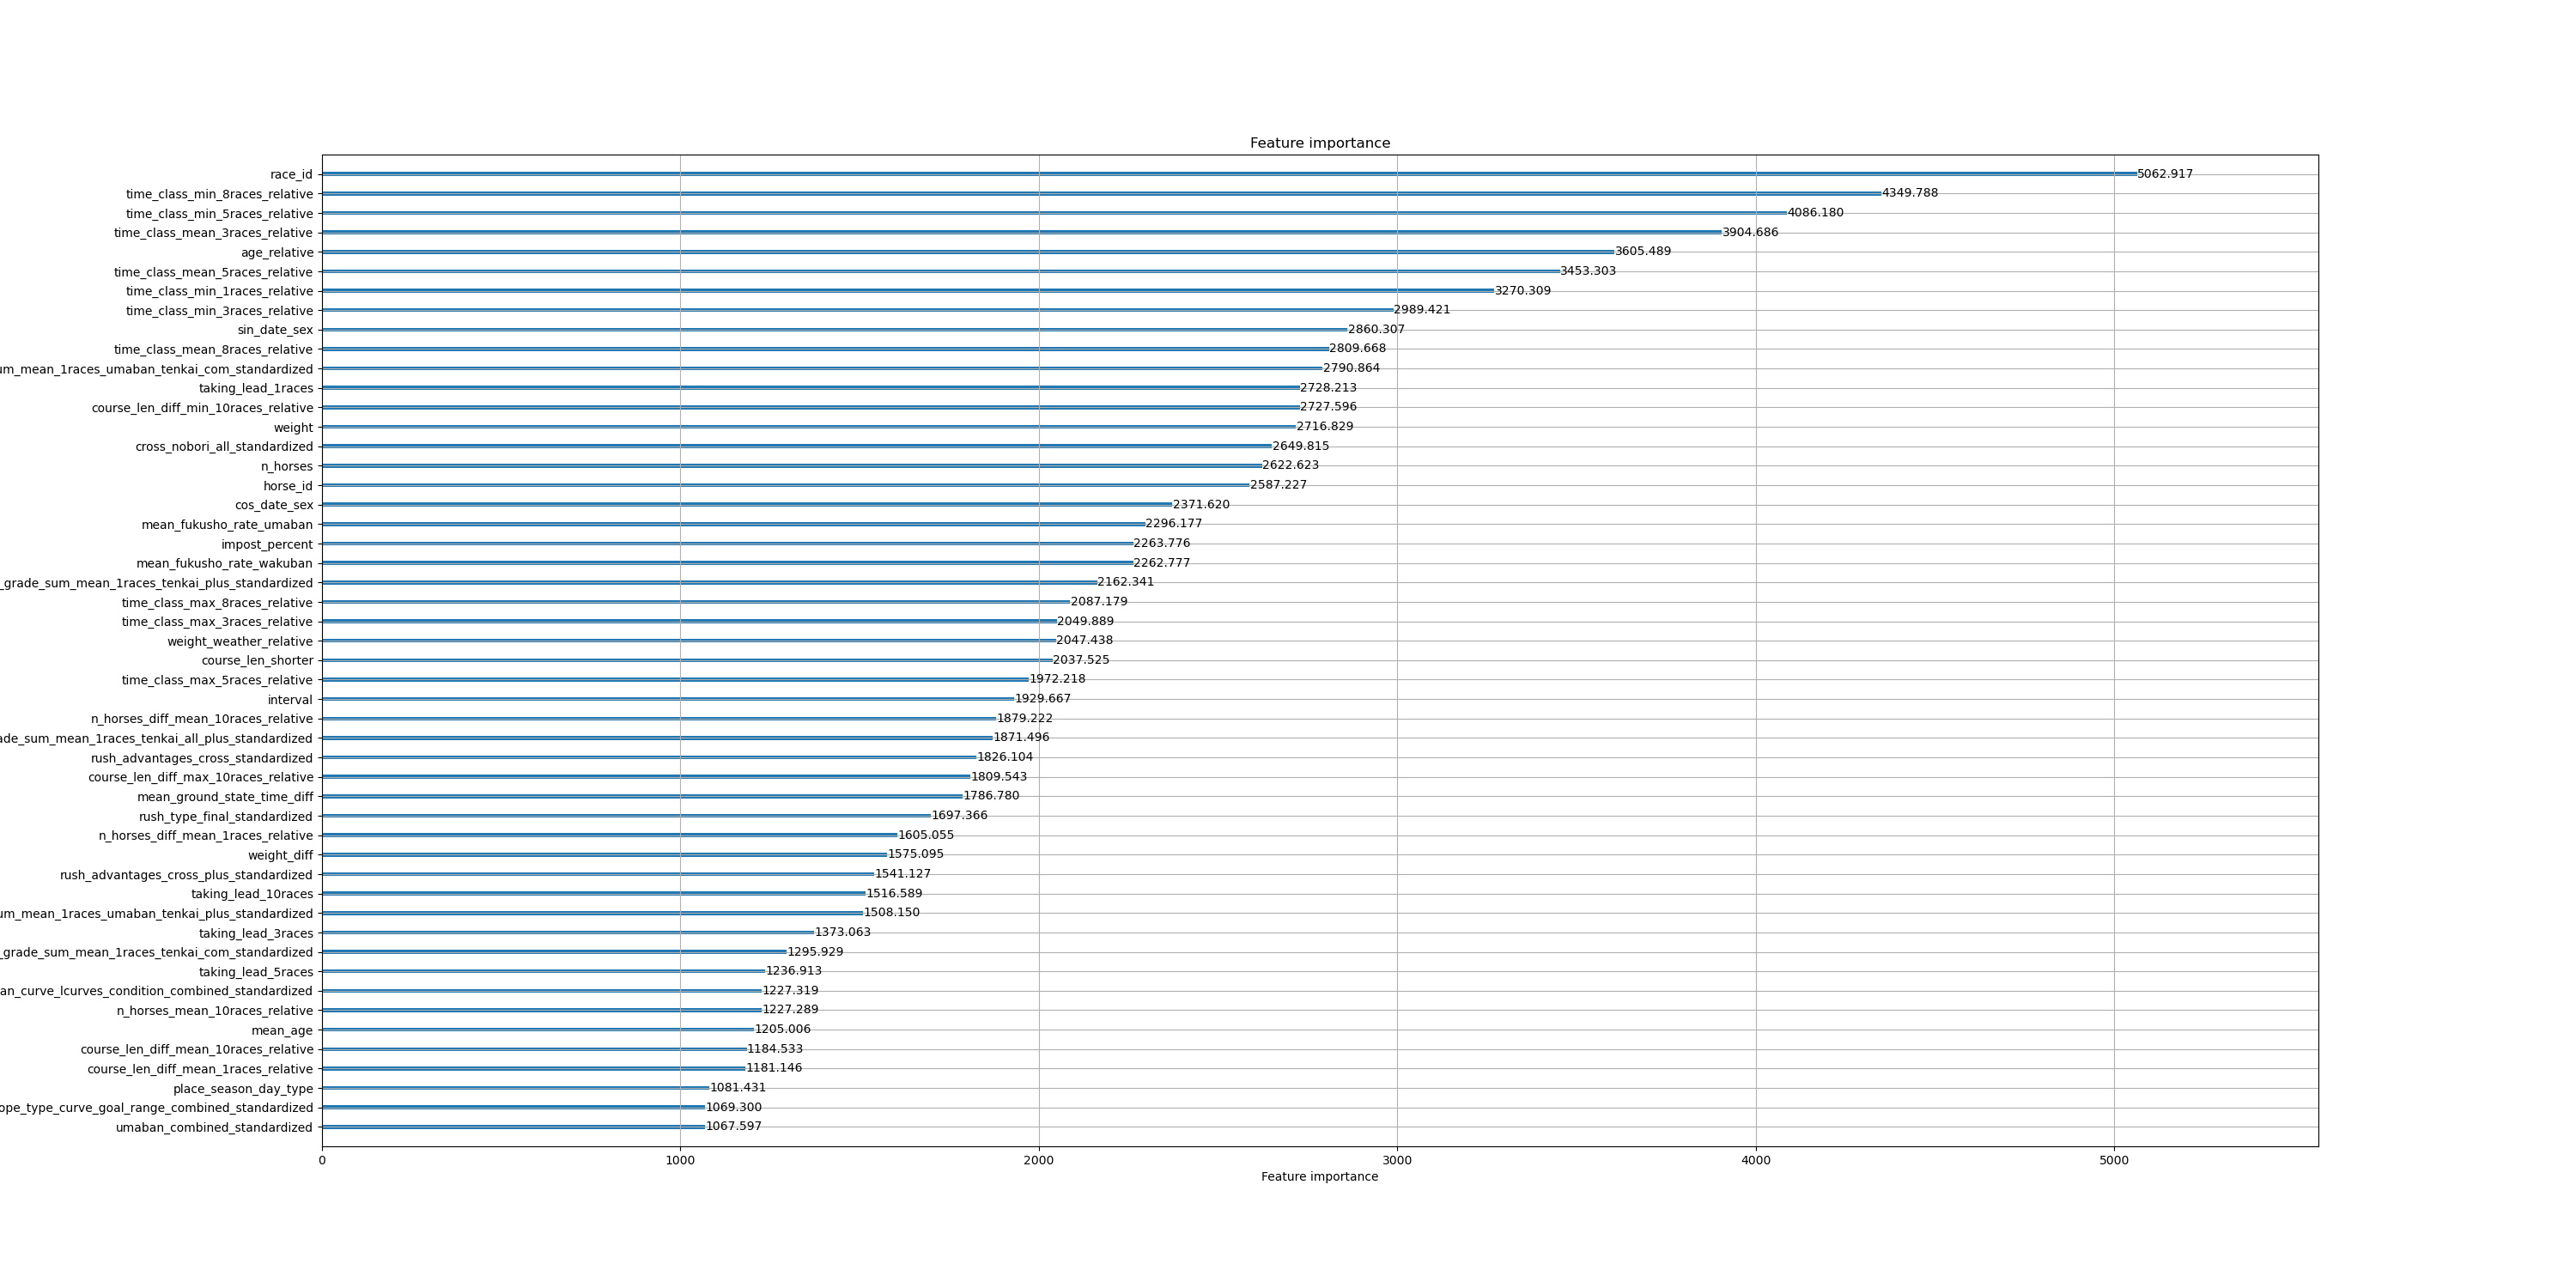 Feature importance
race_id 5062.917
time_class_min_8races_relative 4349.788
time_class_min_5races_relative 4086.180
time_class_mean_3races_relative 3904.686
age_relative 3605.489
time_class_mean_5races_relative 3453.303
time_class_min_1races_relative 3270.309
time_class_min_3races_relative 2989.421
sin_date_sex 2860.307
time_class_mean_8races_relative 2809.668
um_mean_1races_umaban_tenkai_com_standardized 2790.864
taking_lead_1races 2728.213
course_len_diff_min_10races_relative 2727.596
weight 2716.829
cross_nobori_all_standardized 2649.815
n_horses 2622.623
horse_id 2587.227
cos_date_sex 2371.620
mean_fukusho_rate_umaban 2296.177
impost_percent 2263.776
mean_fukusho_rate_wakuban 2262.777
_grade_sum_mean_1races_tenkai_plus_standardized 2162.341
time_class_max_8races_relative 2087.179
time_class_max_3races_relative 2049.889
weight_weather_relative 2047.438
course_len_shorter 2037.525
time_class_max_5races_relative 1972.218
interval 1929.667
n_horses_diff_mean_10races_relative 1879.222
ade_sum_mean_1races_tenkai_all_plus_standardized 1871.496
rush_advantages_cross_standardized 1826.104
course_len_diff_max_10races_relative 1809.543
mean_ground_state_time_diff 1786.780
rush_type_final_standardized 1697.366
n_horses_diff_mean_1races_relative 1605.055
weight_diff 1575.095
rush_advantages_cross_plus_standardized 1541.127
taking_lead_10races 1516.589
um_mean_1races_umaban_tenkai_plus_standardized 1508.150
taking_lead_3races 1373.063
_grade_sum_mean_1races_tenkai_com_standardized 1295.929
taking_lead_5races 1236.913
an_curve_lcurves_condition_combined_standardized 1227.319
n_horses_mean_10races_relative 1227.289
mean_age 1205.006
course_len_diff_mean_10races_relative 1184.533
course_len_diff_mean_1races_relative 1181.146
place_season_day_type 1081.431
ope_type_curve_goal_range_combined_standardized 1069.300
umaban_combined_standardized 1067.597
0 1000 2000 3000 4000 5000
Feature importance